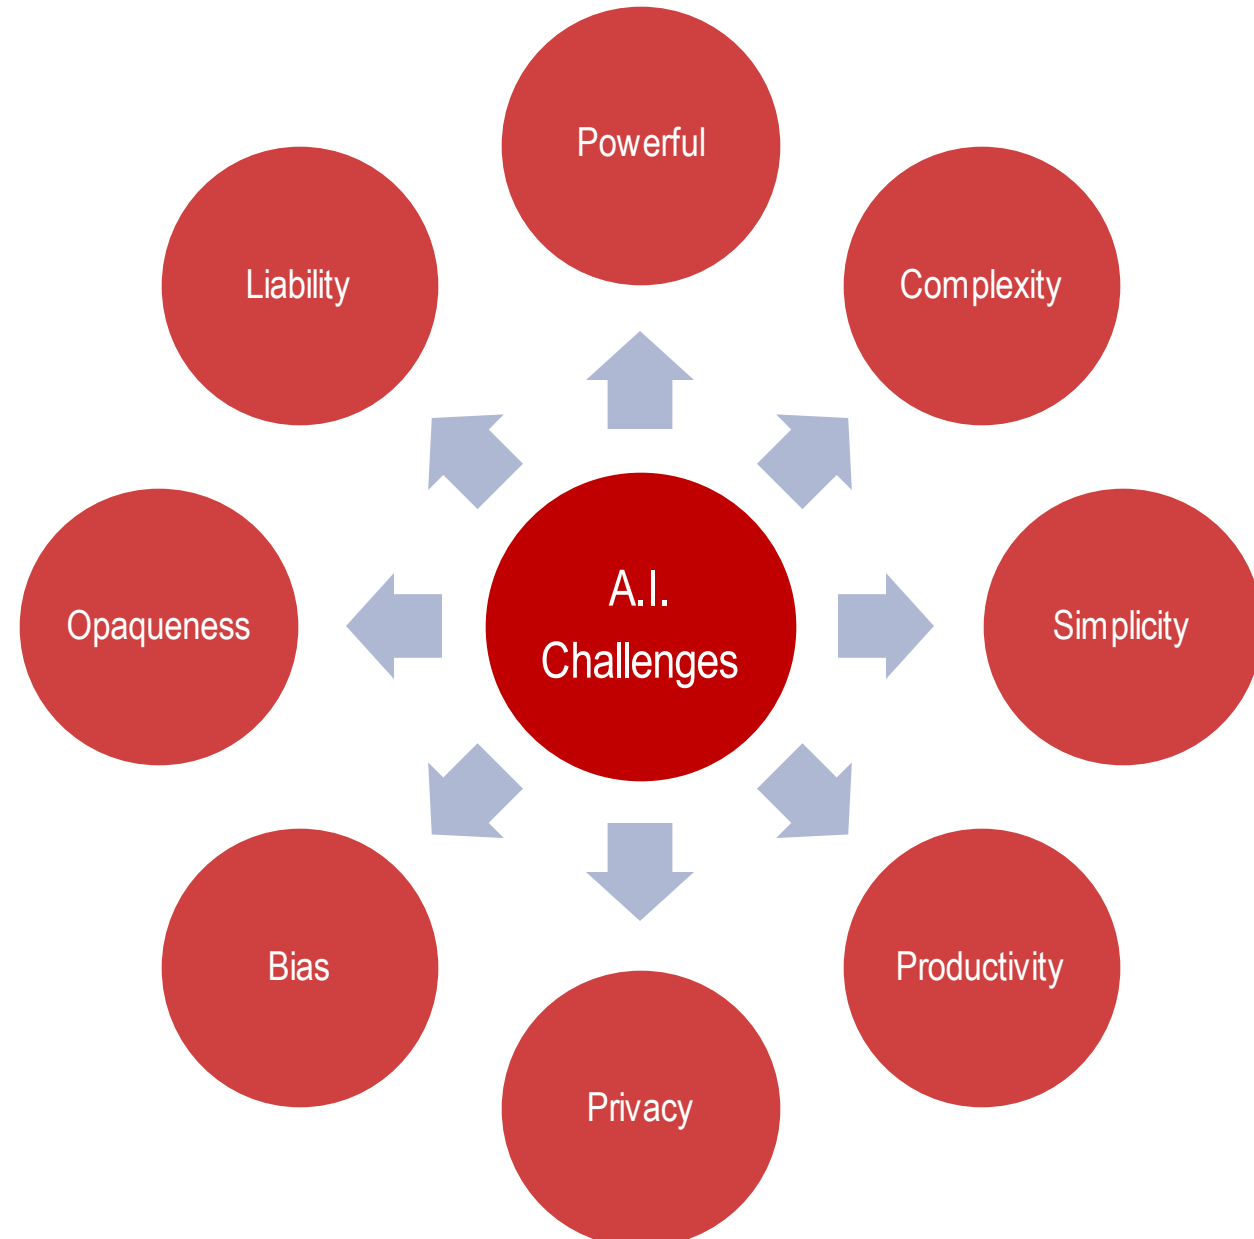 Powerful
Liability
Complexity
A.I.
Challenges
Opaqueness
Simplicity
Bias
Productivity
Privacy